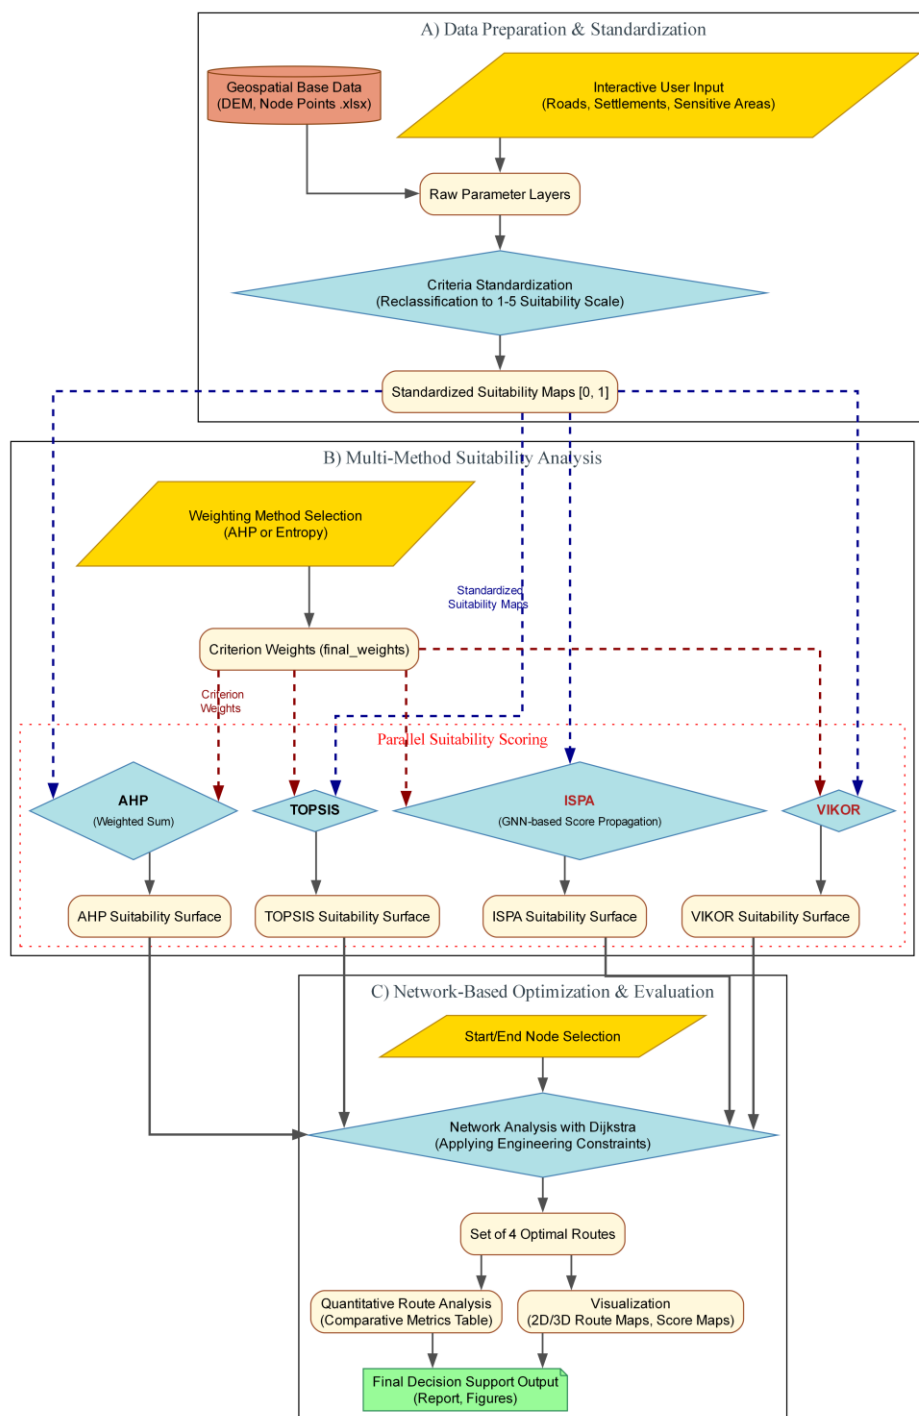 A) Data Preparation & Standardization
Geospatial Base Data
(DEM, Node Points .xlsx)
Interactive User Input
(Roads, Settlements, Sensitive Areas)
Raw Parameter Layers
Criteria Standardization
(Reclassification to 1-5 Suitability Scale)
Standardized Suitability Maps [0, 1]
B) Multi-Method Suitability Analysis
Weighting Method Selection
(AHP or Entropy)
Standardized
Suitability Maps
Criterion Weights (final_weights)
Criterion
Weights
Parallel Suitability Scoring
AHP
(Weighted Sum)
TOPSIS
ISPA
(GNN-based Score Propagation)
VIKOR
AHP Suitability Surface
TOPSIS Suitability Surface
ISPA Suitability Surface
VIKOR Suitability Surface
C) Network-Based Optimization & Evaluation
Start/End Node Selection
Network Analysis with Dijkstra
(Applying Engineering Constraints)
Set of 4 Optimal Routes
Quantitative Route Analysis
(Comparative Metrics Table)
Visualization
(2D/3D Route Maps, Score Maps)
Final Decision Support Output
(Report, Figures)